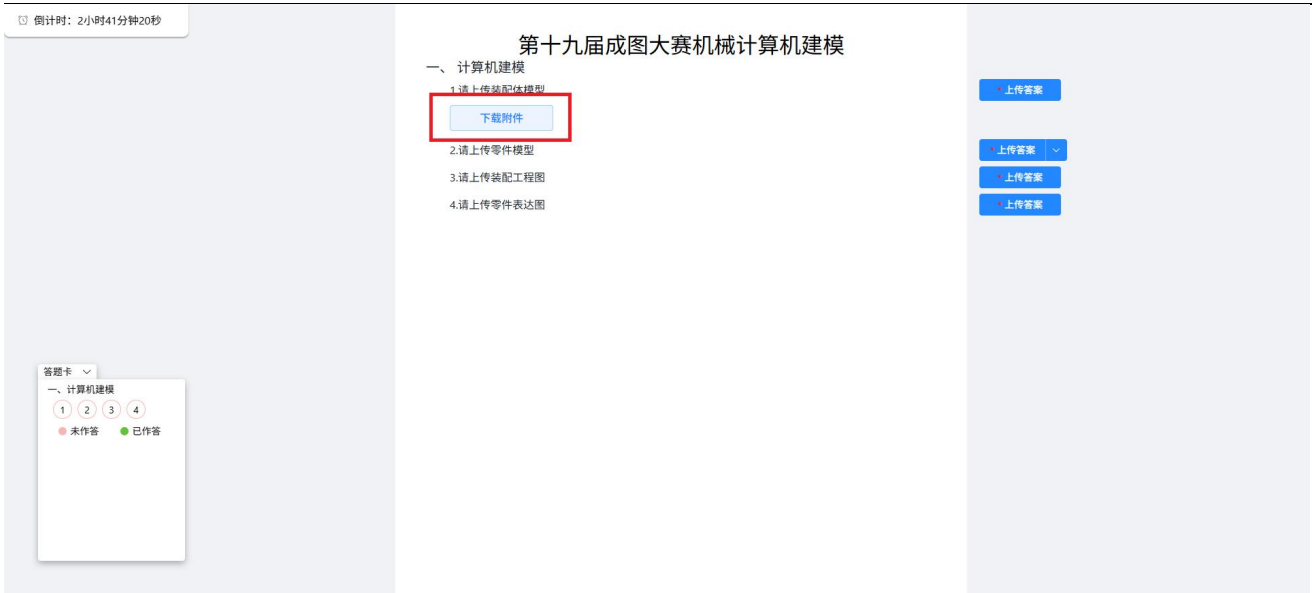 倒计时：2小时41分钟20秒
第十九届成图大赛机械计算机建模
一、 计算机建模
1.请上传装配体模型
* 上传答案
下载附件
2.请上传零件模型
* 上传答案
3.请上传装配工程图
* 上传答案
4.请上传零件表达图
* 上传答案
答题卡
一、计算机建模
1 2 3 4
未作答 已作答